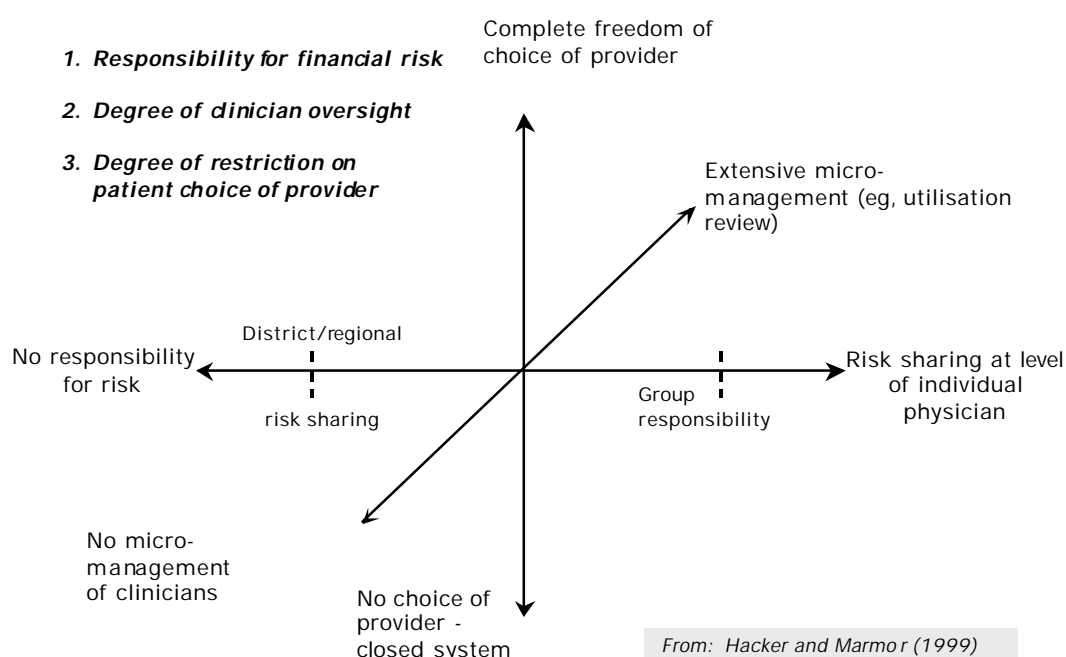 Complete freedom of
choice of provider
1. Responsibility for financial risk
2. Degree of clinician oversight
3. Degree of restriction on
patient choice of provider
Extensive micro-
management (eg, utilisation
review)
District/regional
No responsibility
for risk
risk sharing
Group
responsibility
Risk sharing at level
of individual
physician
No micro-
management
of clinicians
No choice of
provider -
closed system
From: Hacker and Marmor (1999)